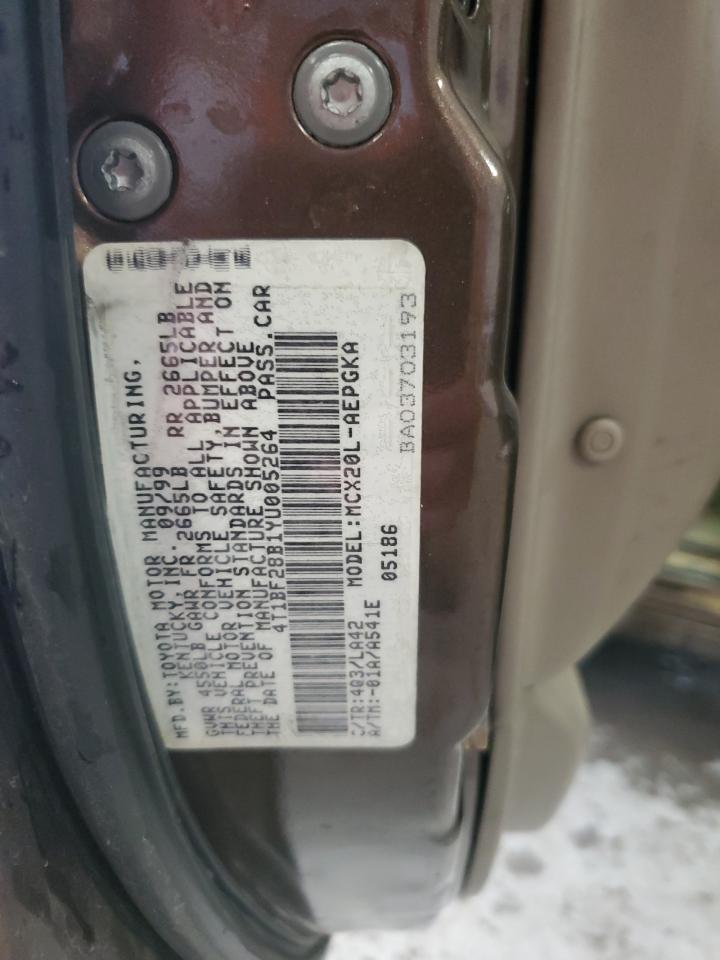 MFD.BY:TOYOTA MOTOR MANUFACTURING,
KENTUCKY,INC. 09/99
GVWR 4550LB GAWR FR 2665LB RR 2665LB
THIS VEHICLE CONFORMS TO ALL APPLICABLE
FEDERAL MOTOR VEHICLE SAFETY,BUMPER AND
THEFT PREVENTION STANDARDS IN EFFECT ON
THE DATE OF MANUFACTURE SHOWN ABOVE
4T1BF28B1YU005264 PASS.CAR
MODEL:MCX20L-AEPGKA
C/TR:4Q3/LA42 05186
A/TM:-01A/A541E
BA03703193